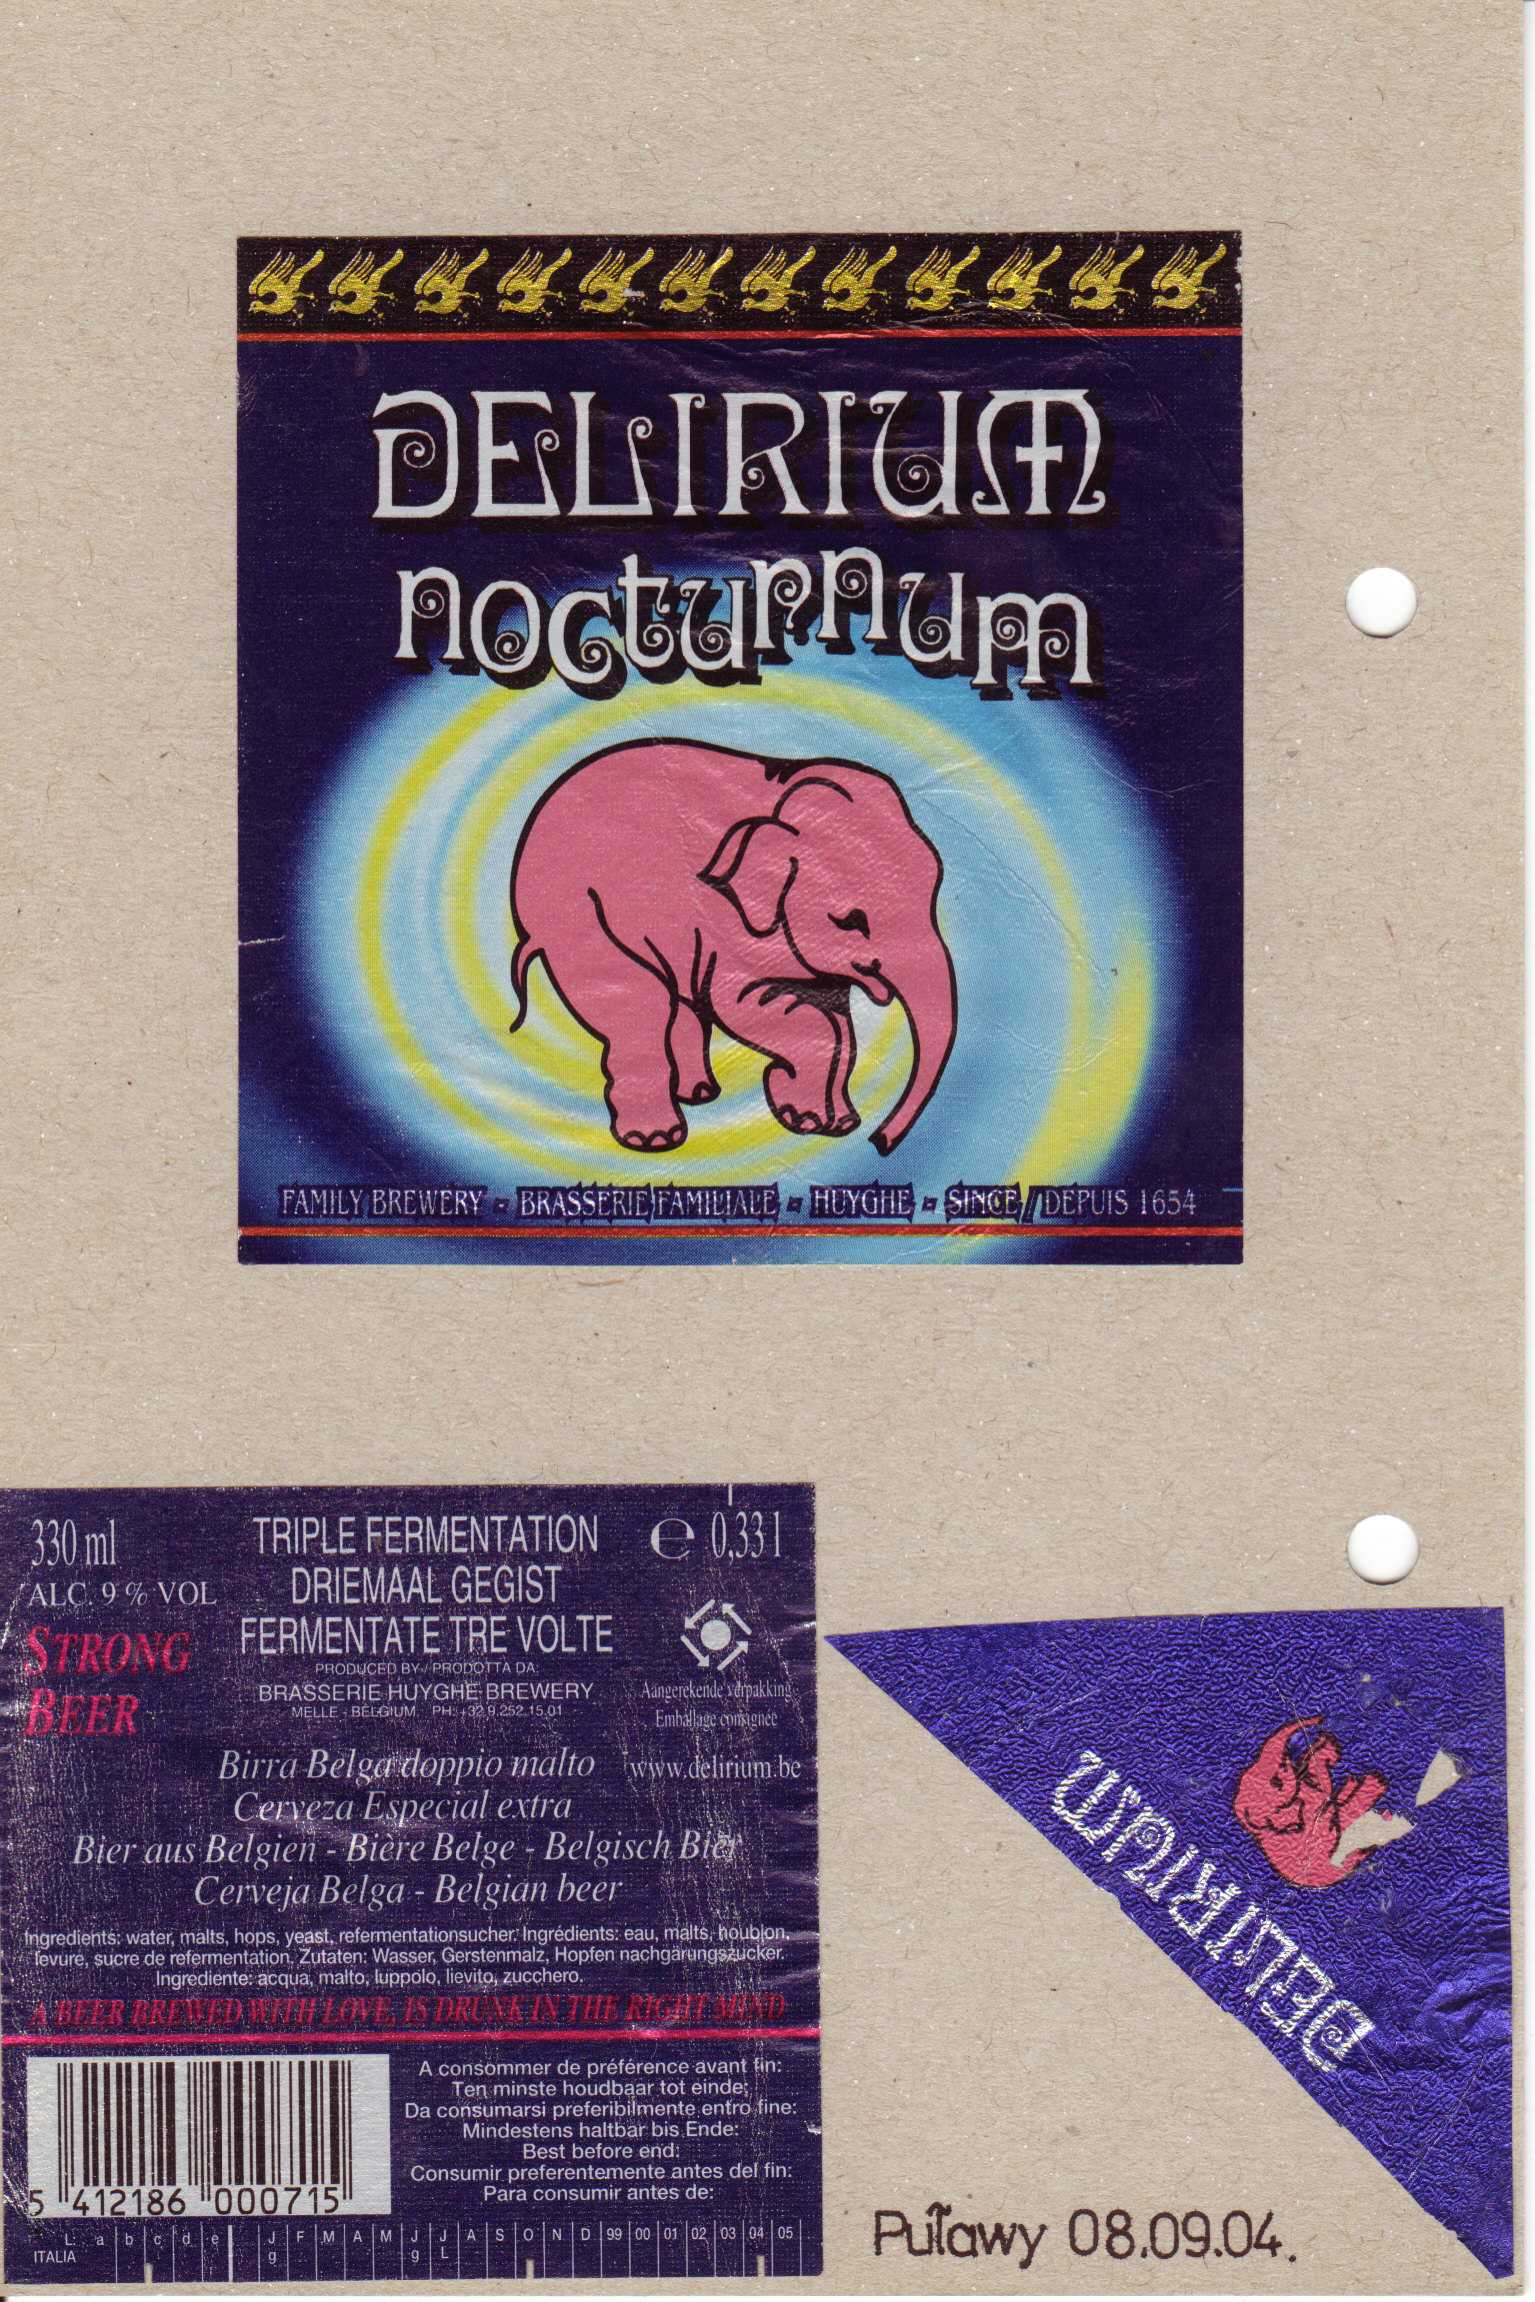 DELIRIUM
nocturnum
FAMILY BREWERY - BRASSERIE FAMILIALE - HUYGHE - SINCE / DEPUIS 1654
330 ml
ALC. 9 % VOL
STRONG
BEER
TRIPLE FERMENTATION
DRIEMAAL GEGIST
FERMENTATE TRE VOLTE
PRODUCED BY / PRODOTTA DA:
BRASSERIE HUYGHE BREWERY
MELLE - BELGIUM PH: +32 9.252.15.01
e 0,33 l
Aangerekende verpakking
Emballage consignée
www.delirium.be
Birra Belga doppio malto
Cerveza Especial extra
Bier aus Belgien - Bière Belge - Belgisch Bier
Cerveja Belga - Belgian beer
Ingredients: water, malts, hops, yeast, refermentationsucher. Ingrédients: eau, malts, houblon,
levure, sucre de refermentation. Zutaten: Wasser, Gerstenmalz, Hopfen nachgärungszucker.
Ingrediente: acqua, malto, luppolo, lievito, zucchero.
A BEER BREWED WITH LOVE, IS DRUNK IN THE RIGHT MIND
A consommer de préférence avant fin:
Ten minste houdbaar tot einde:
Da consumarsi preferibilmente entro fine:
Mindestens haltbar bis Ende:
Best before end:
Consumir preferentemente antes del fin:
Para consumir antes de:
5 412186 000715
L. a b c d e J F M A M J J A S O N D 99 00 01 02 03 04 05
ITALIA g g L
DELIRIUM
Puławy 08.09.04.